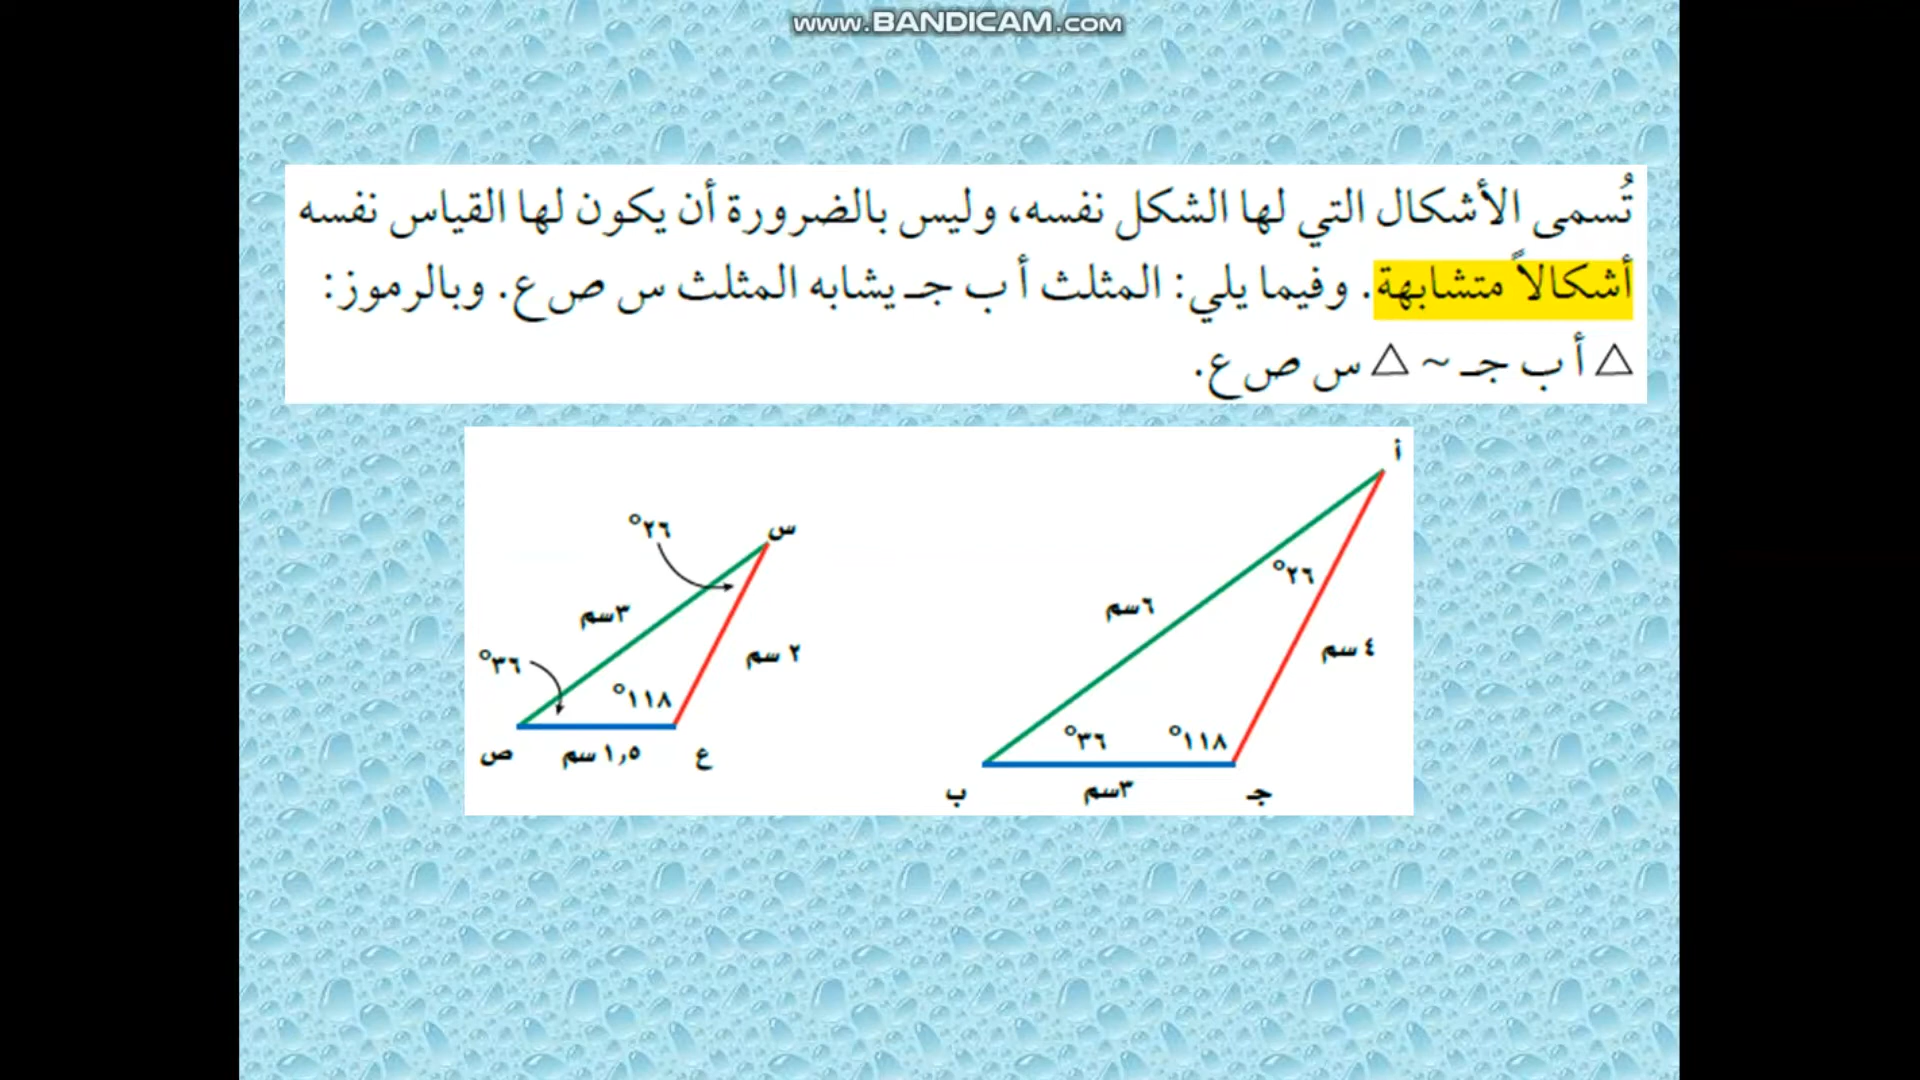 www.BANDICAM.com
تُسمى الأشكال التي لها الشكل نفسه، وليس بالضرورة أن يكون لها القياس نفسه
أشكالاً متشابهة. وفيما يلي: المثلث أ ب جـ يشابه المثلث س ص ع. وبالرموز:
△ أ ب جـ ~ △ س ص ع.
أ
٢٦°
٦سم
٤ سم
٣٦°
١١٨°
ب
٣سم
جـ
س
٢٦°
٣سم
٢ سم
٣٦°
١١٨°
ص
١,٥ سم
ع